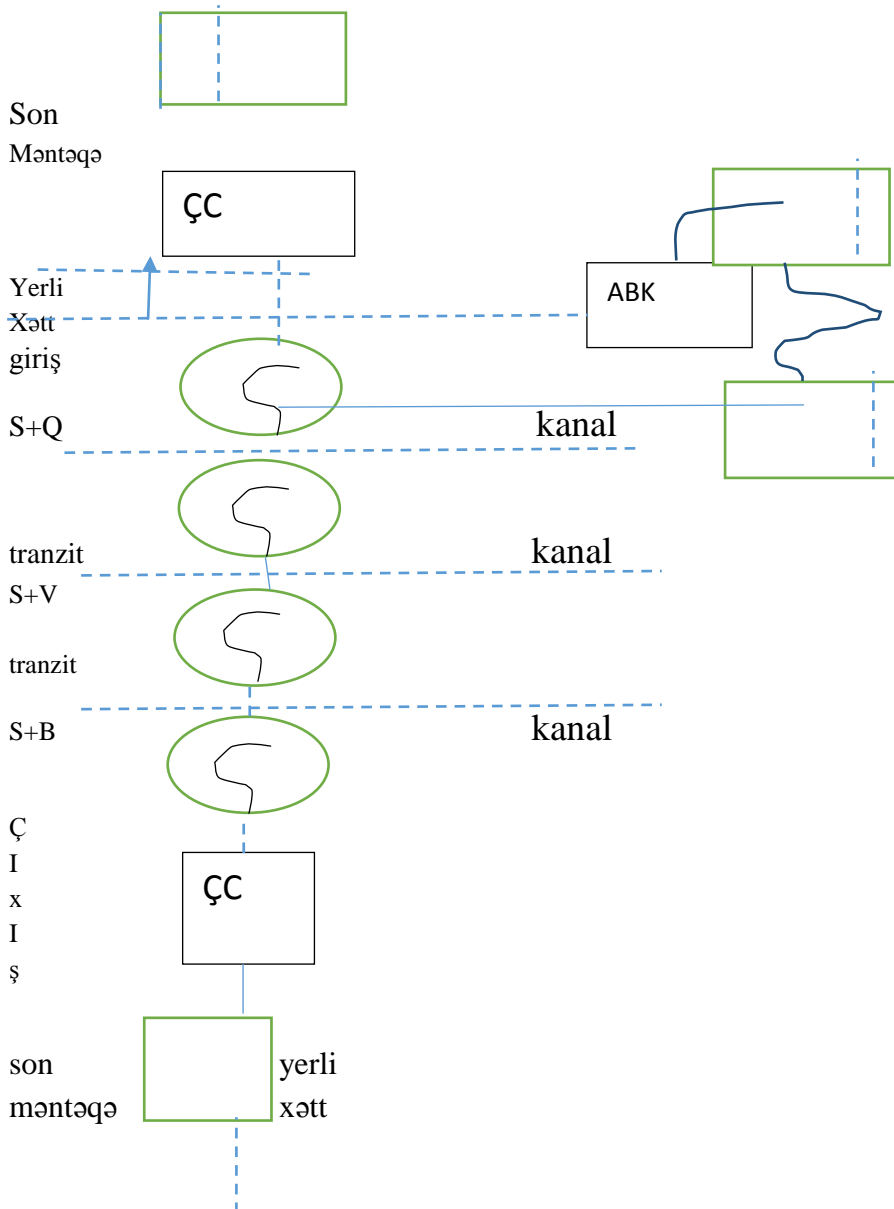 Son
Məntəqə
ÇC
Yerli
Xətt
giriş
ABK
S+Q
kanal
tranzit
kanal
S+V
tranzit
S+B
kanal
Ç
I
x
I
ş
ÇC
son
yerli
məntəqə
xətt